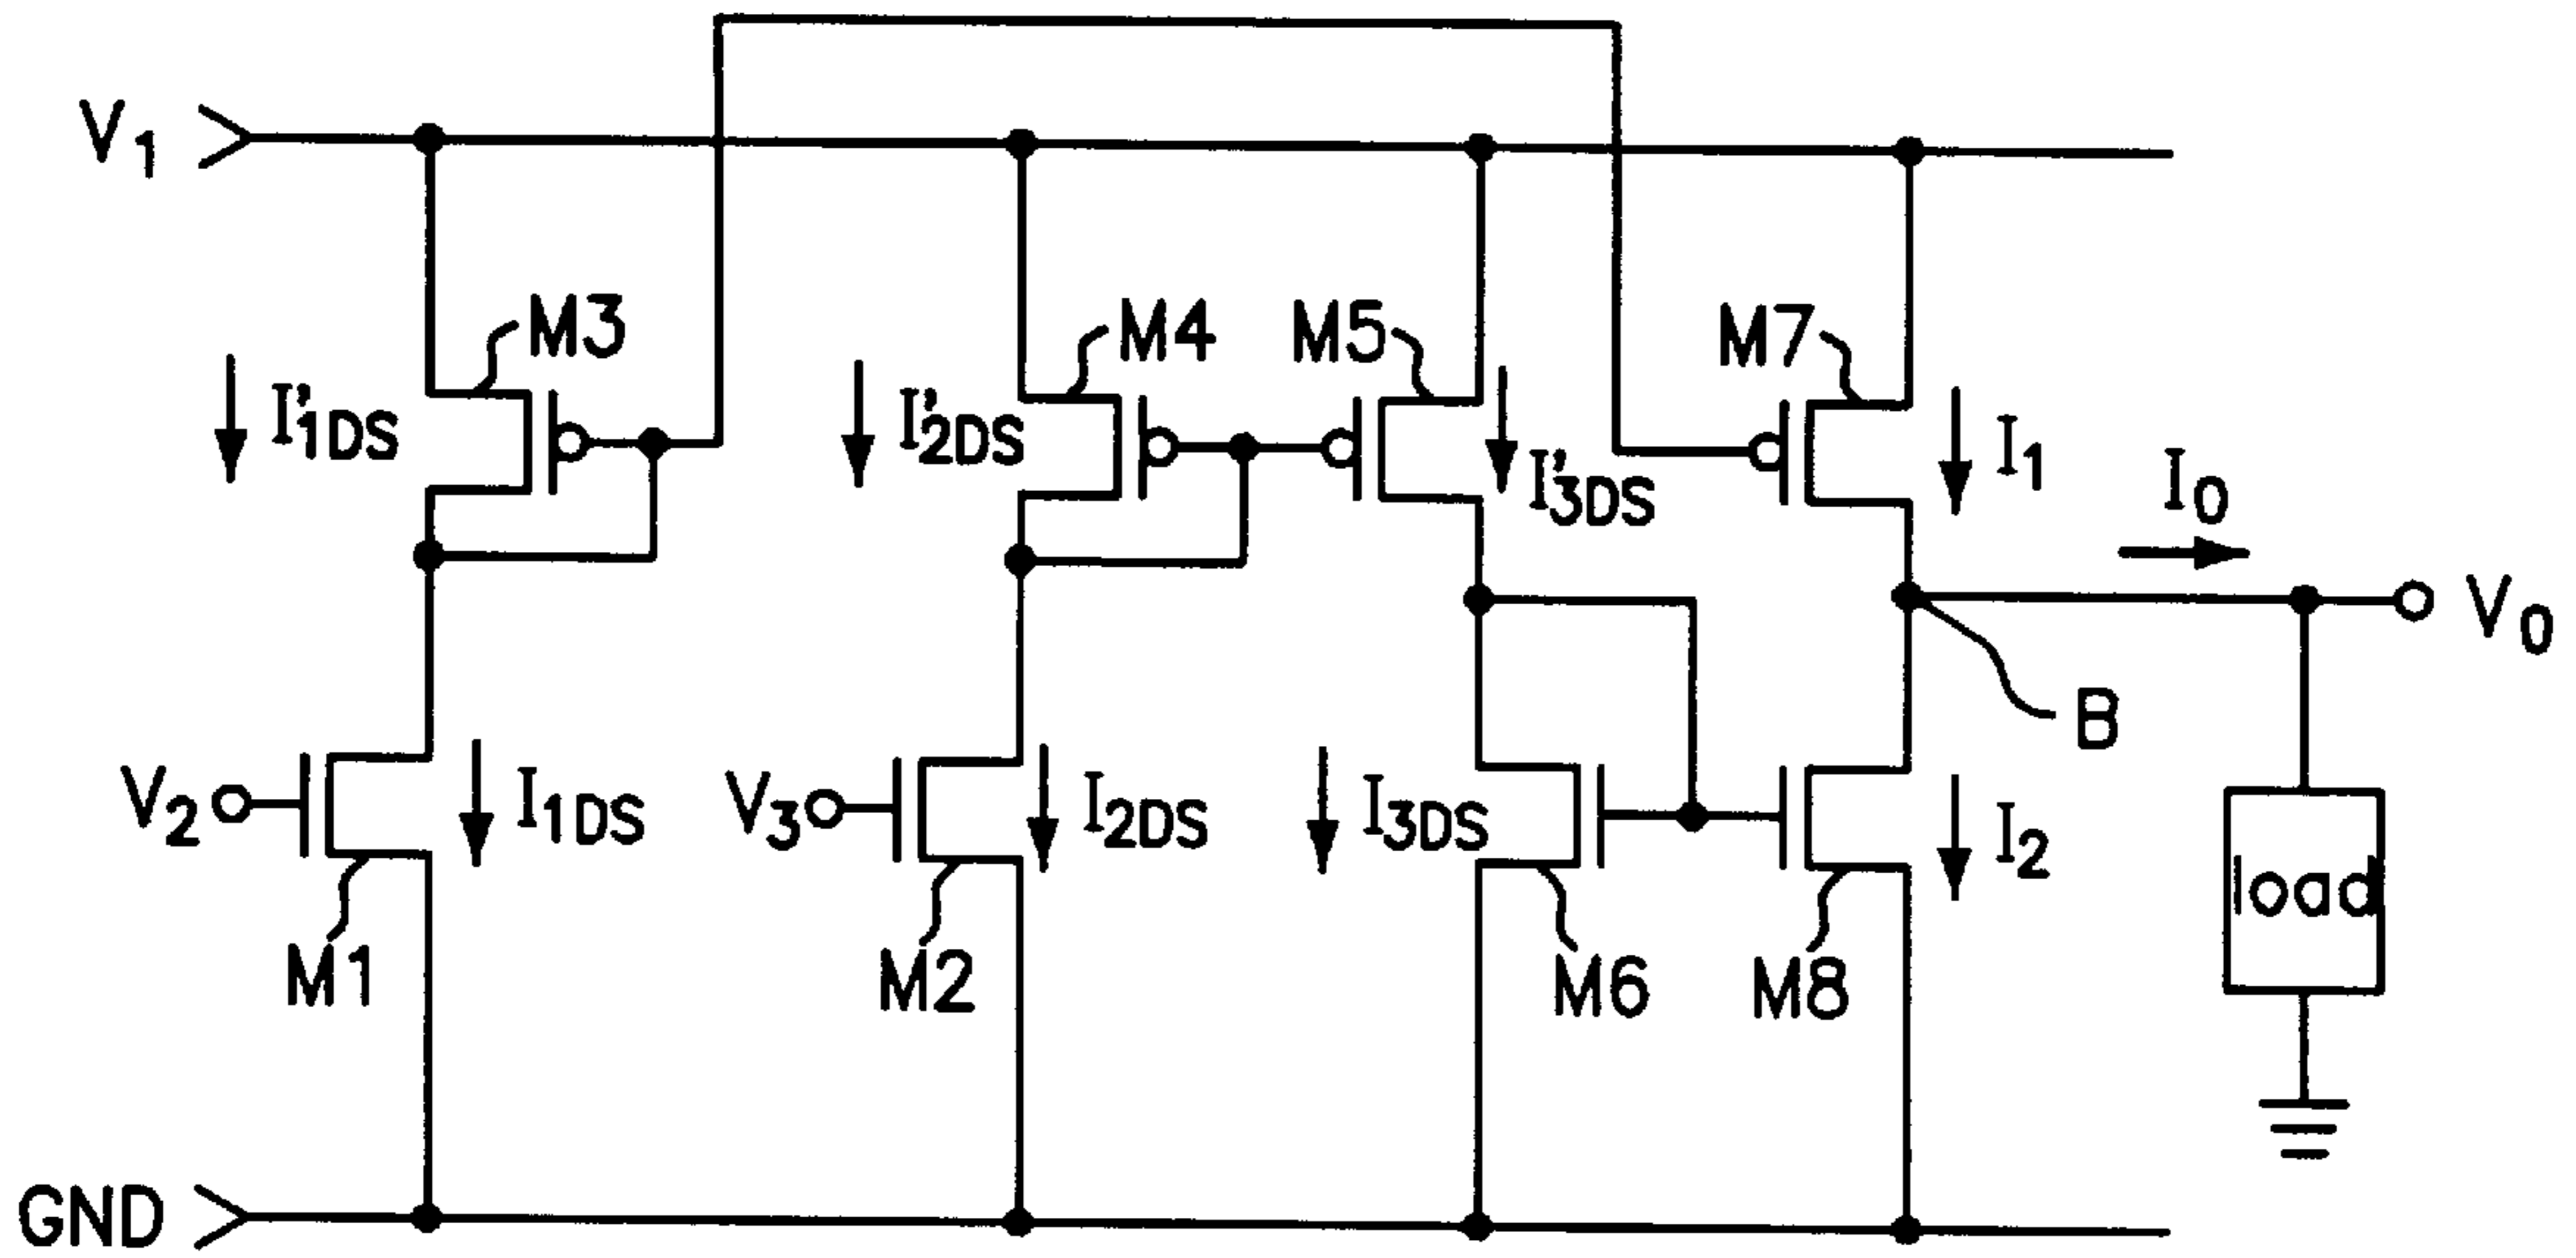 V1
M3
M4
M5
M7
I'1DS
I'2DS
I'3DS
I1
I0
V0
B
V2
I1DS
V3
I2DS
I3DS
I2
load
M1
M2
M6
M8
GND